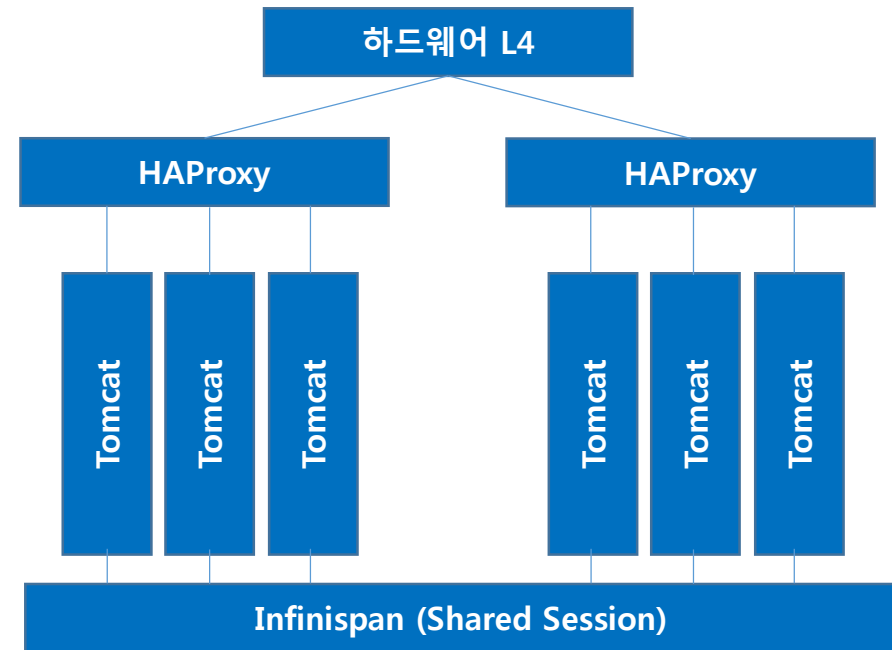 하드웨어 L4
HAProxy
HAProxy
Tomcat
Tomcat
Tomcat
Tomcat
Tomcat
Tomcat
Infinispan (Shared Session)